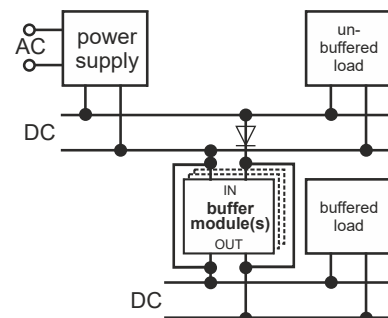 AC
power
supply
un-
buffered
load
DC
IN
buffer
module(s)
OUT
buffered
load
DC